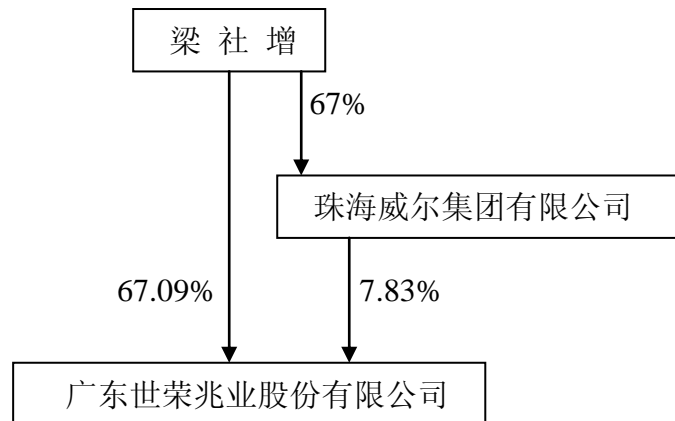 梁 社 增
67%
珠海威尔集团有限公司
67.09%
7.83%
广东世荣兆业股份有限公司